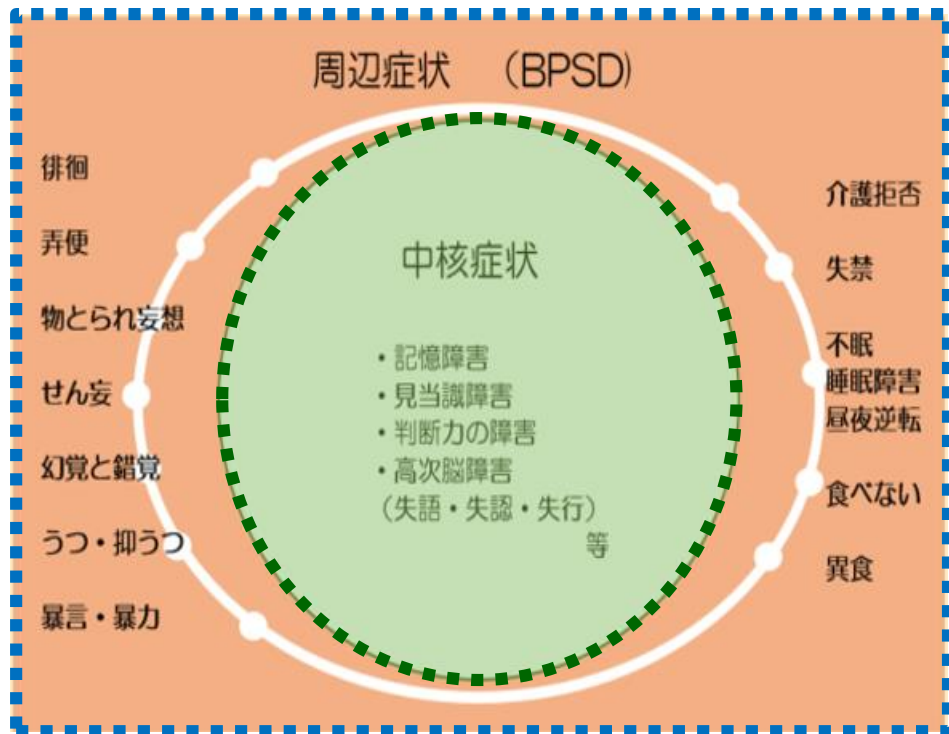 周辺症状　（BPSD)
徘徊
弄便
物とられ妄想
せん妄
幻覚と錯覚
うつ・抑うつ
暴言・暴力
中核症状
・記憶障害
・見当識障害
・判断力の障害
・高次脳障害
（失語・失認・失行）
等
介護拒否
失禁
不眠
睡眠障害
昼夜逆転
食べない
異食